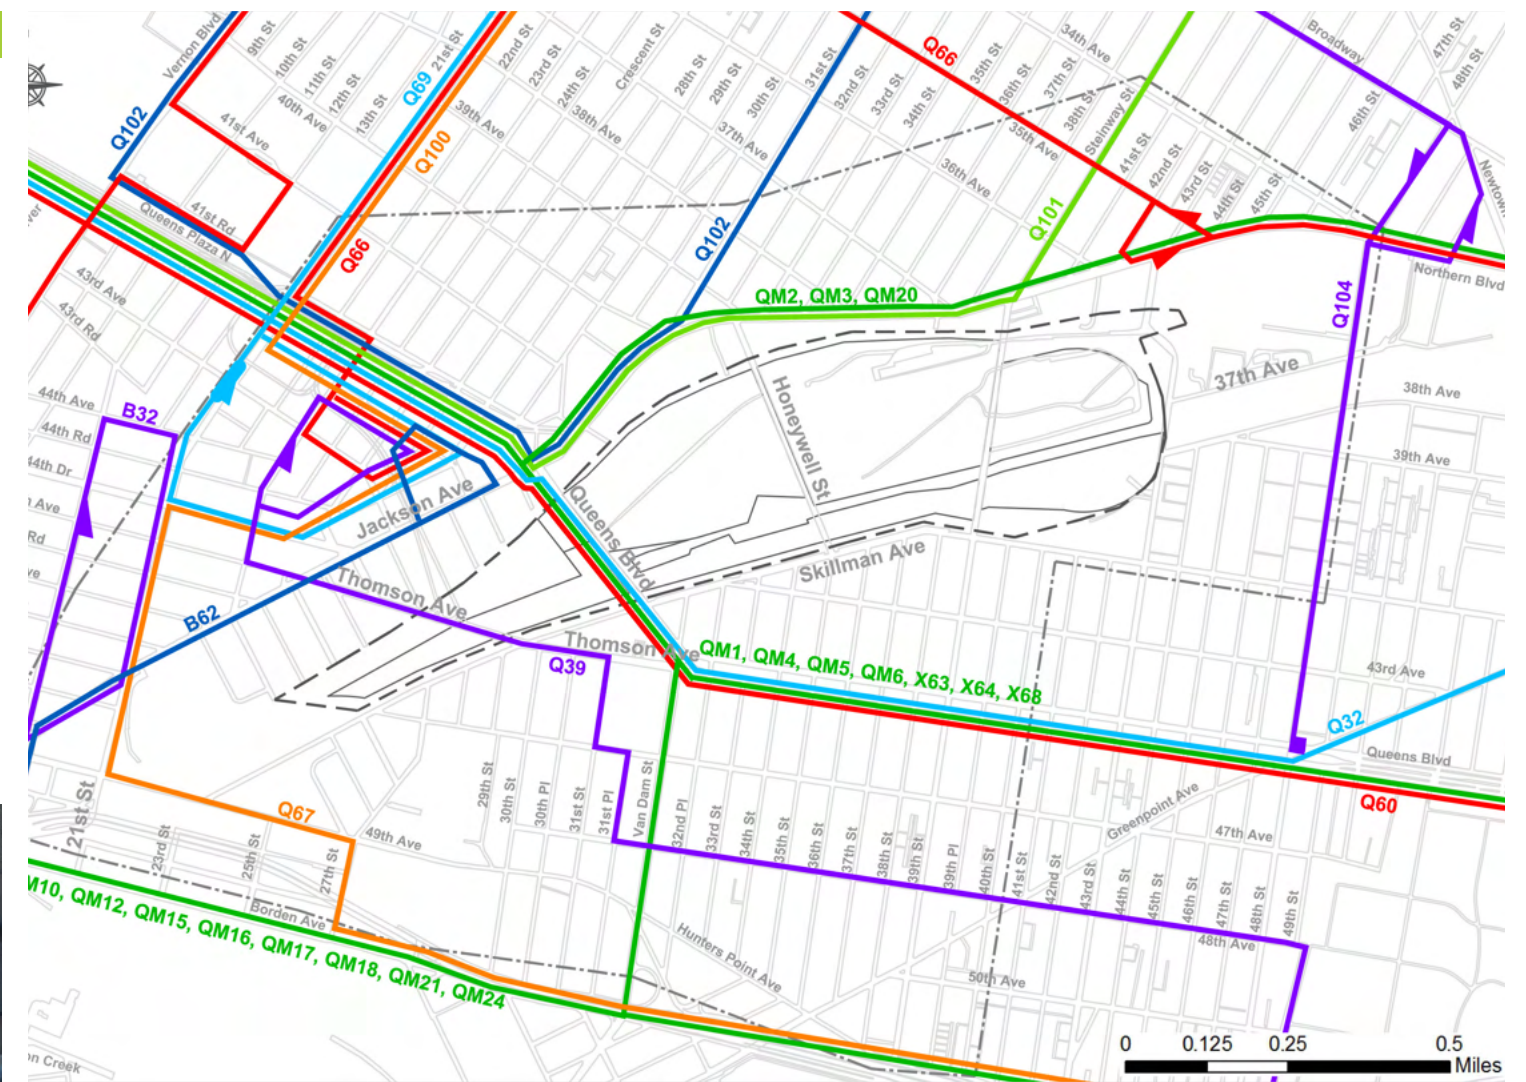 Vernon Blvd
9th St
10th St
11th St
12th St
13th St
21st St
22nd St
23rd St
24th St
Crescent St
28th St
29th St
30th St
31st St
32nd St
33rd St
34th St
35th St
36th St
37th St
38th St
34th Ave
Steinway St
Broadway
47th St
48th St
46th St
Q66
Q69
Q100
Q102
40th Ave
41st Ave
39th Ave
38th Ave
37th Ave
36th Ave
35th Ave
41st St
42nd St
43rd St
44th St
45th St
41st Rd
Queens Plaza N
Q66
Q102
Q101
QM2, QM3, QM20
Northern Blvd
Q104
43rd Ave
43rd Rd
44th Ave
44th Rd
44th Dr
B32
Honeywell St
37th Ave
38th Ave
39th Ave
Jackson Ave
Queens Blvd
Skillman Ave
Thomson Ave
Thomson Ave
B62
Q39
QM1, QM4, QM5, QM6, X63, X64, X68
43rd Ave
Q32
Queens Blvd
Q60
Greenpoint Ave
47th Ave
21st St
Q67
49th Ave
23rd St
25th St
27th St
29th St
30th St
30th Pl
31st St
31st Pl
Van Dam St
32nd Pl
33rd St
34th St
35th St
36th St
37th St
38th St
39th St
39th Pl
40th St
41st St
42nd St
43rd St
44th St
45th St
46th St
47th St
48th St
49th St
48th Ave
Borden Ave
M10, QM12, QM15, QM16, QM17, QM18, QM21, QM24
Hunters Point Ave
50th Ave
on Creek
0 0.125 0.25 0.5
Miles